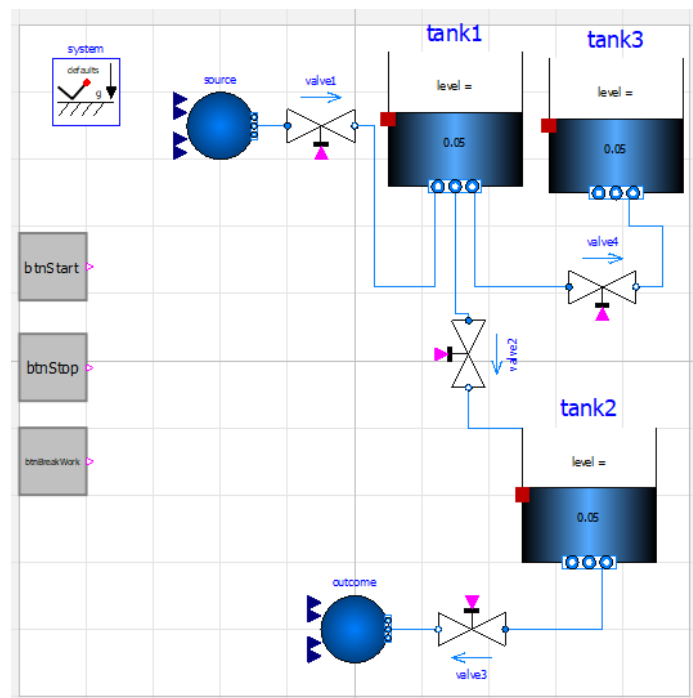 tank1
tank3
system
defaults
g
source
valve1
level =
level =
0.05
0.05
btnStart
valve4
btnStop
valve2
tank2
btnBreakWork
level =
0.05
outcome
valve3